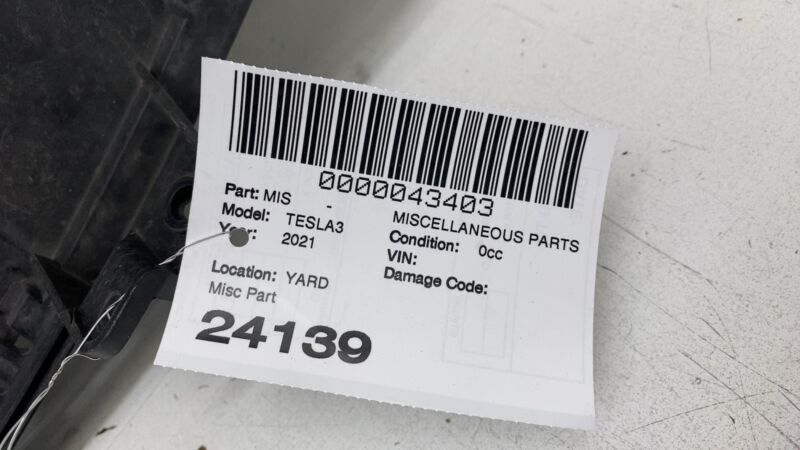 0000043403
Part: MIS - MISCELLANEOUS PARTS
Model: TESLA3 Condition: 0cc
Year: 2021 VIN:
Damage Code:
Location: YARD
Misc Part
24139